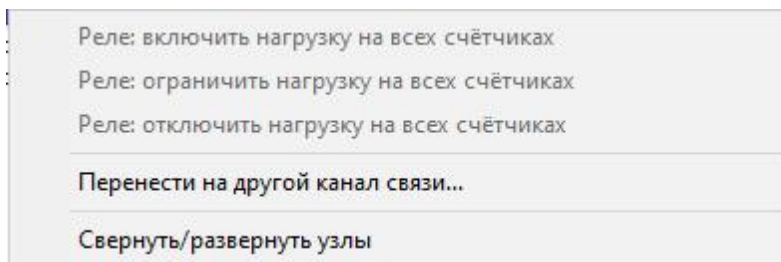 Реле: включить нагрузку на всех счётчиках
Реле: ограничить нагрузку на всех счётчиках
Реле: отключить нагрузку на всех счётчиках
Перенести на другой канал связи...
Свернуть/развернуть узлы